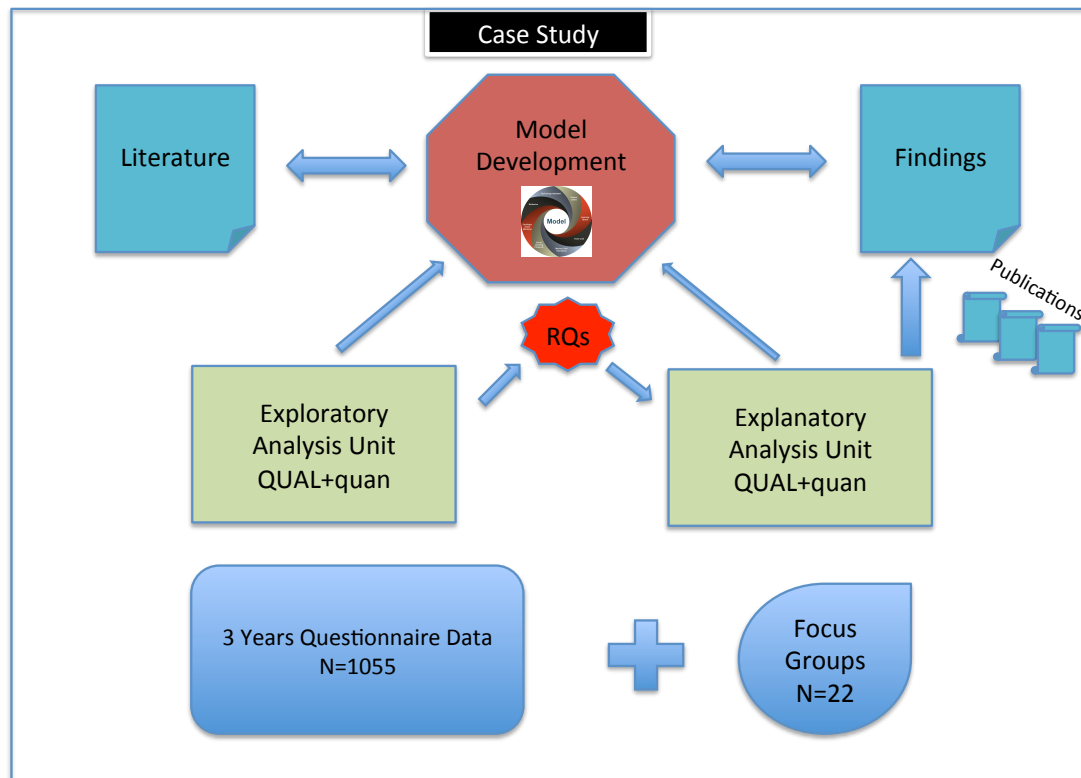 Case Study
Literature
Model
Development
Model
Findings
Publications
RQs
Exploratory
Analysis Unit
QUAL+quan
Explanatory
Analysis Unit
QUAL+quan
3 Years Questionnaire Data
N=1055
Focus
Groups
N=22